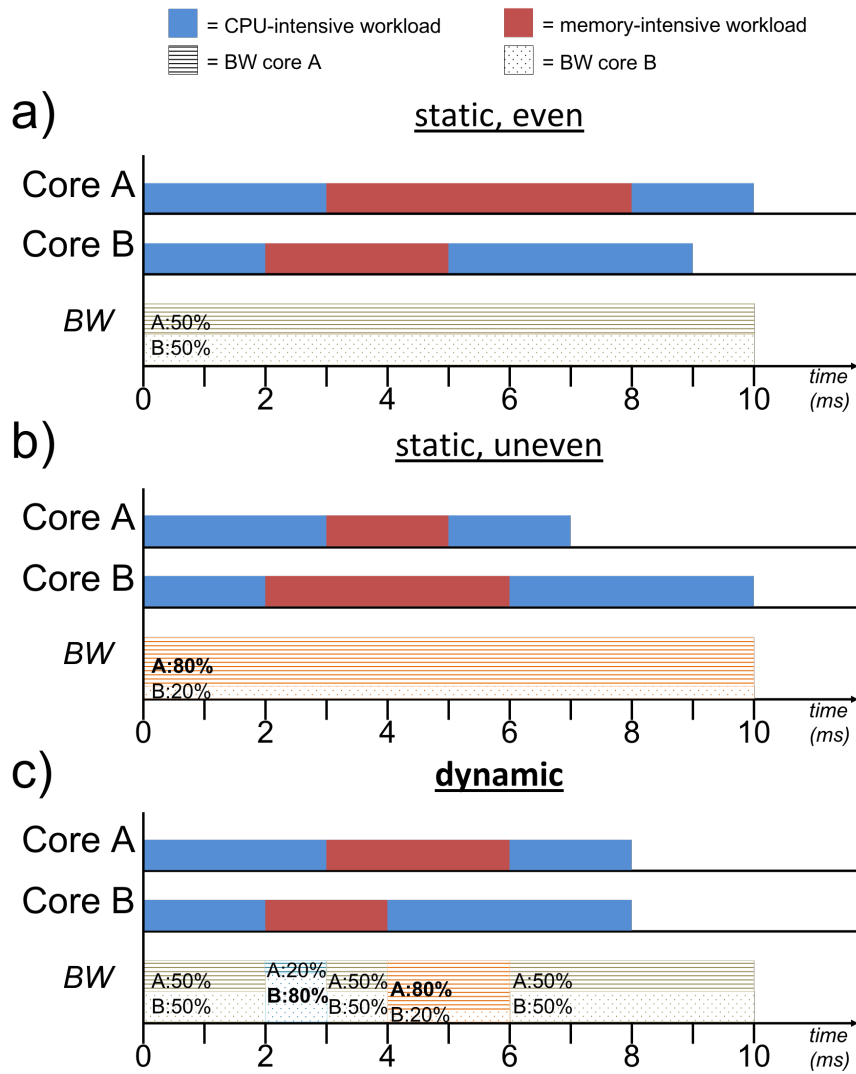 = CPU-intensive workload
= memory-intensive workload
= BW core A
= BW core B
a)
static, even
Core A
Core B
BW
A:50%
B:50%
0 2 4 6 8 10
time
(ms)
b)
static, uneven
Core A
Core B
BW
A:80%
B:20%
0 2 4 6 8 10
time
(ms)
c)
dynamic
Core A
Core B
BW
A:50% A:20% A:50% A:80% A:50%
B:50% B:80% B:50% B:20% B:50%
0 2 4 6 8 10
time
(ms)